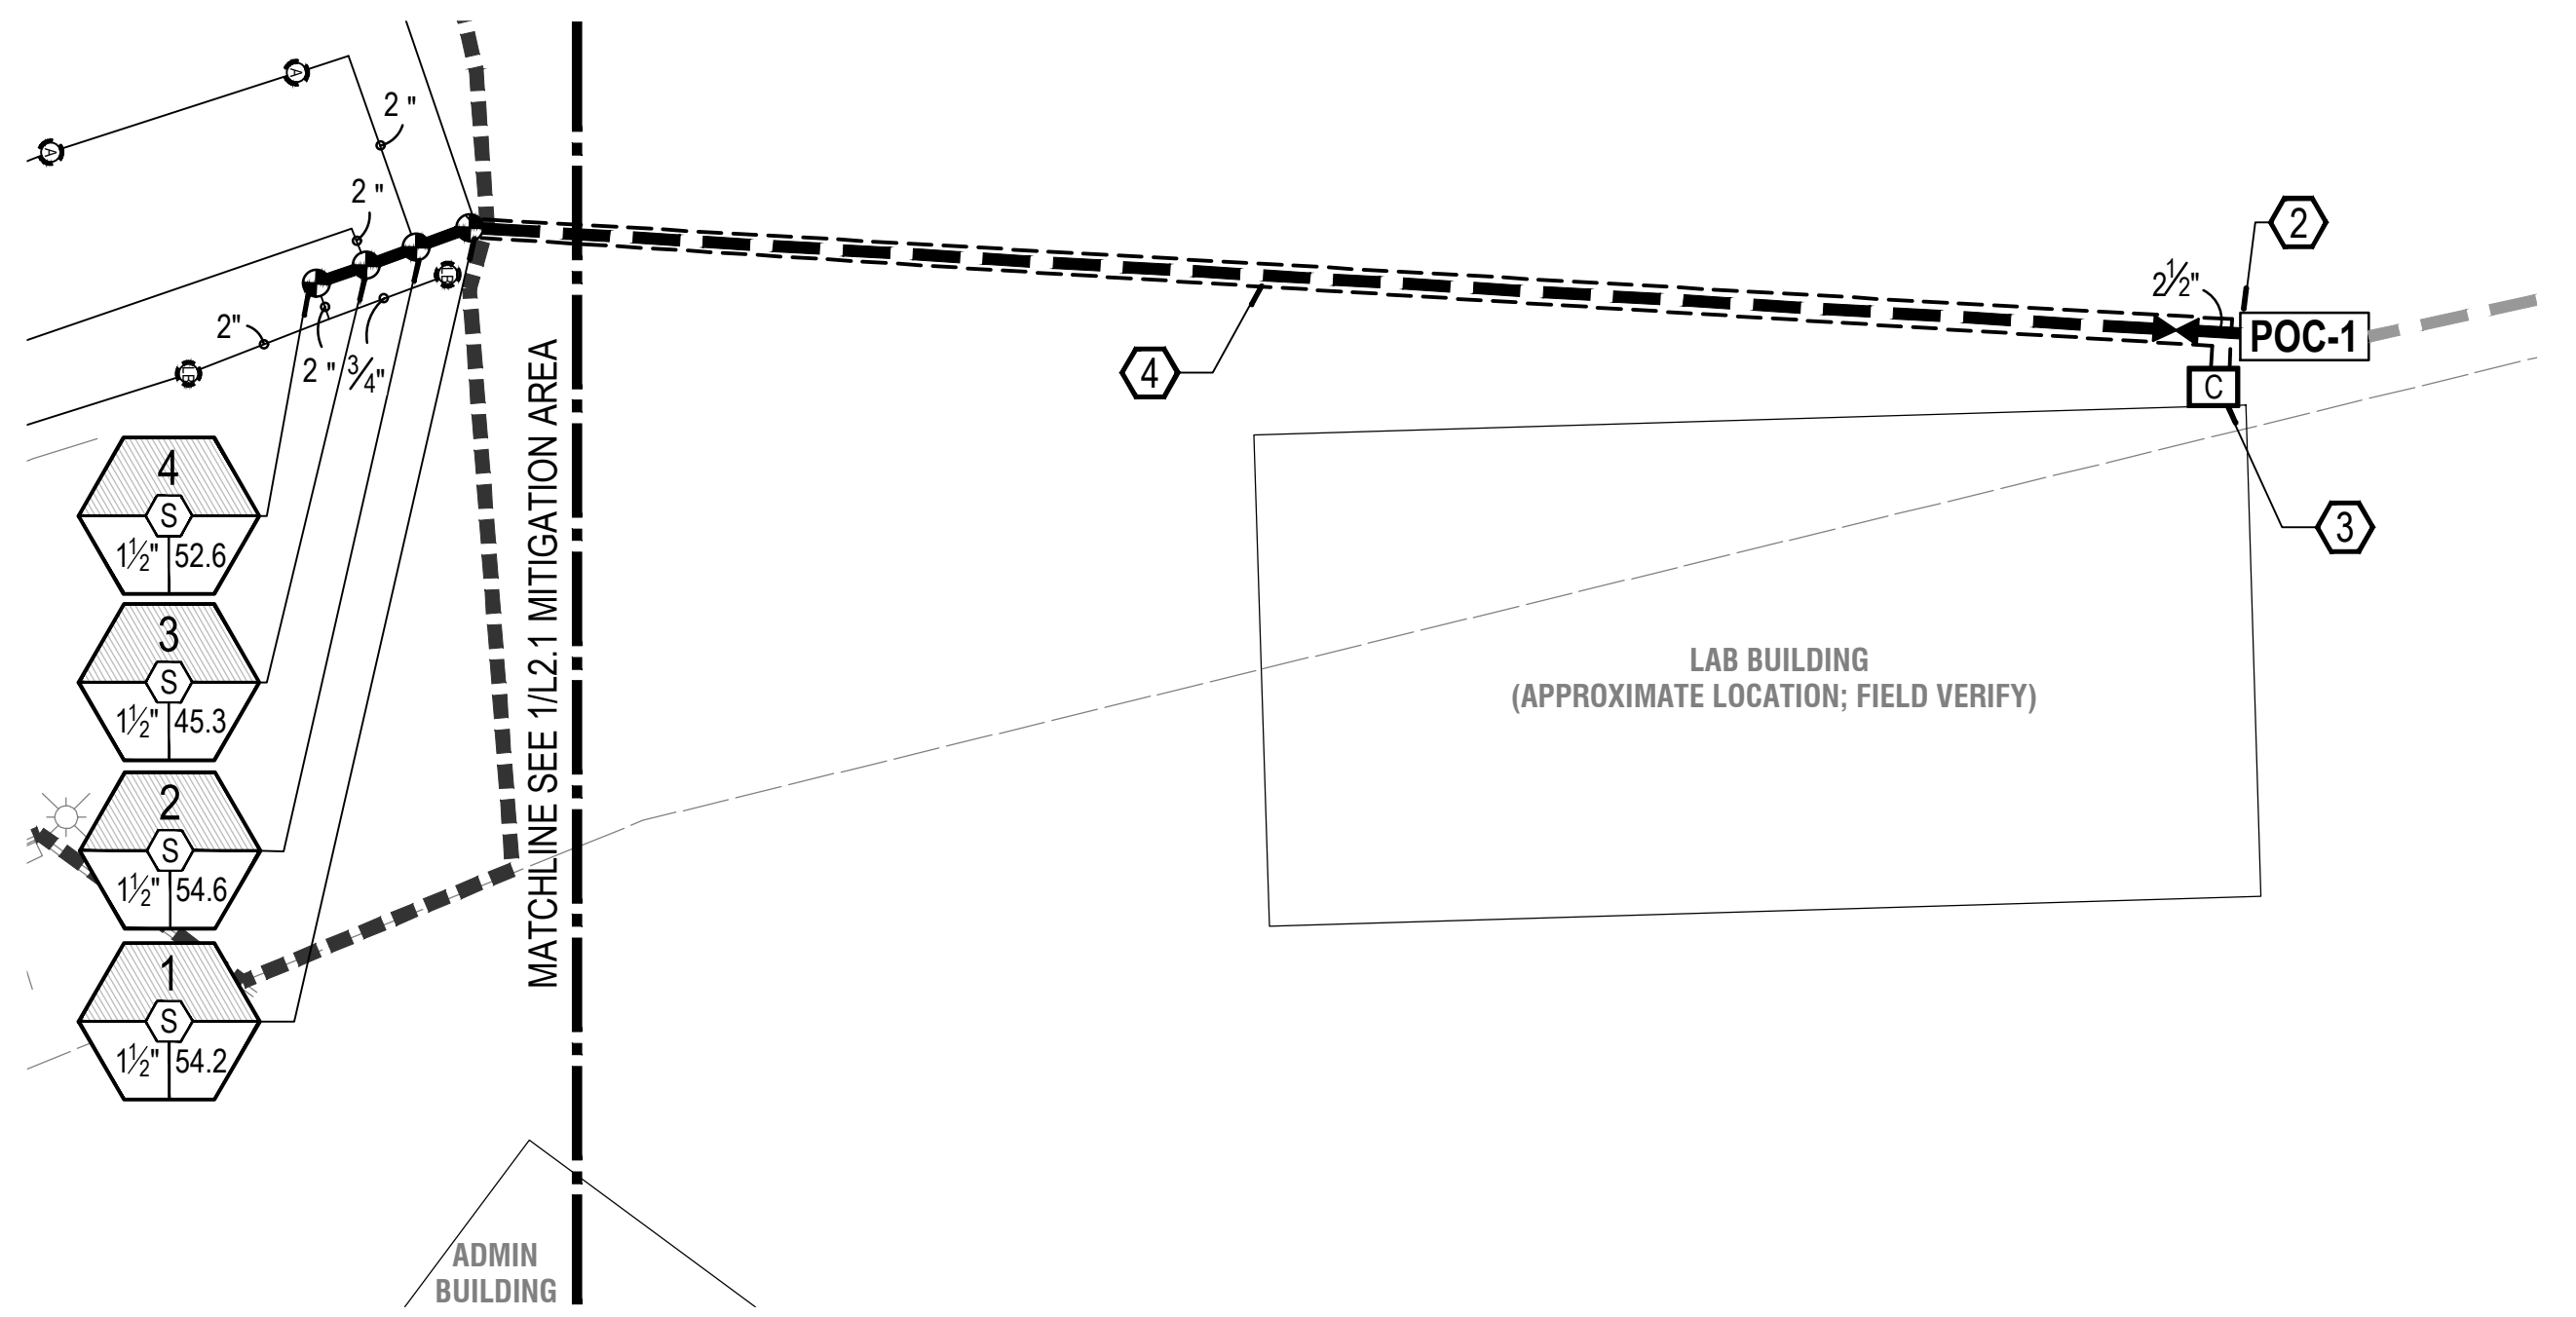 A
A
2 "
2 "
LB
2"
2 "
3/4"
LB
2
2½"
POC-1
4
C
3
4
S
1½" 52.6
3
S
1½" 45.3
2
S
1½" 54.6
1
S
1½" 54.2
MATCHLINE SEE 1/L2.1 MITIGATION AREA
LAB BUILDING
(APPROXIMATE LOCATION; FIELD VERIFY)
ADMIN
BUILDING